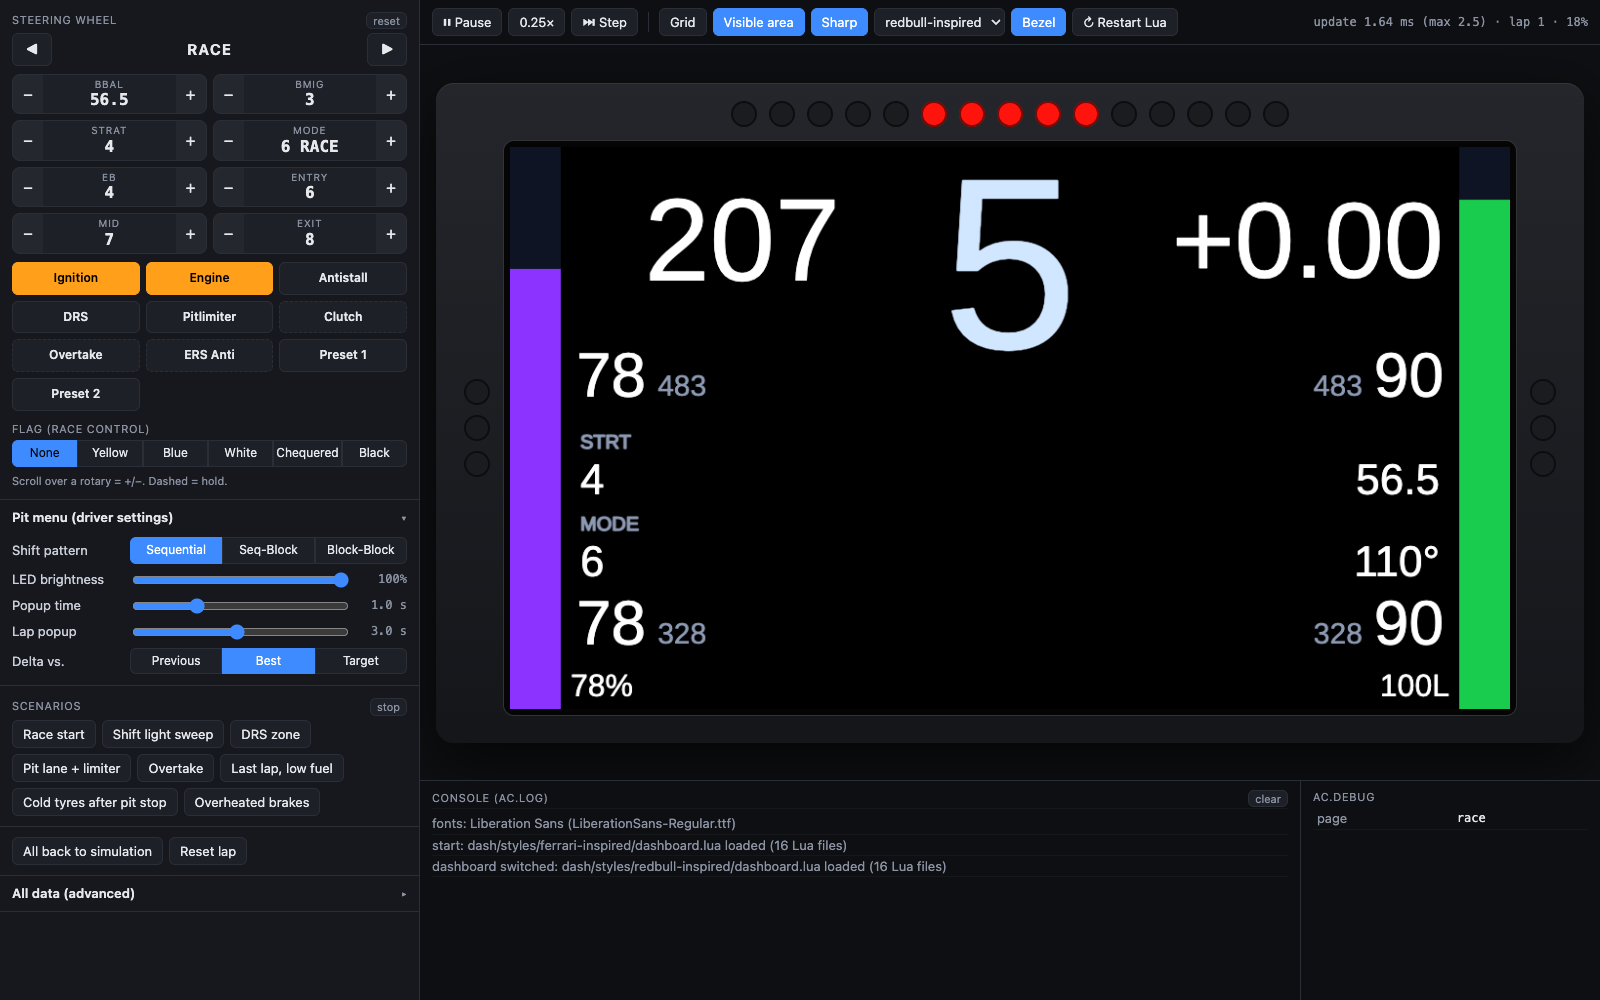 STEERING WHEEL
reset
◀ RACE ▶
BBAL
− 56.5 +
BMIG
− 3 +
STRAT
− 4 +
MODE
− 6 RACE +
EB
− 4 +
ENTRY
− 6 +
MID
− 7 +
EXIT
− 8 +
Ignition Engine Antistall
DRS Pitlimiter Clutch
Overtake ERS Anti Preset 1
Preset 2
FLAG (RACE CONTROL)
None Yellow Blue White Chequered Black
Scroll over a rotary = +/−. Dashed = hold.
Pit menu (driver settings)
Shift pattern Sequential Seq-Block Block-Block
LED brightness 100%
Popup time 1.0 s
Lap popup 3.0 s
Delta vs. Previous Best Target
SCENARIOS
stop
Race start Shift light sweep DRS zone
Pit lane + limiter Overtake Last lap, low fuel
Cold tyres after pit stop Overheated brakes
All back to simulation Reset lap
All data (advanced)
Pause 0.25× Step Grid Visible area Sharp redbull-inspired Bezel Restart Lua
update 1.64 ms (max 2.5) · lap 1 · 18%
207 5 +0.00
78 483 483 90
STRT
4 56.5
MODE
6 110°
78 328 328 90
78% 100L
CONSOLE (AC.LOG)
clear
fonts: Liberation Sans (LiberationSans-Regular.ttf)
start: dash/styles/ferrari-inspired/dashboard.lua loaded (16 Lua files)
dashboard switched: dash/styles/redbull-inspired/dashboard.lua loaded (16 Lua files)
AC.DEBUG
page race